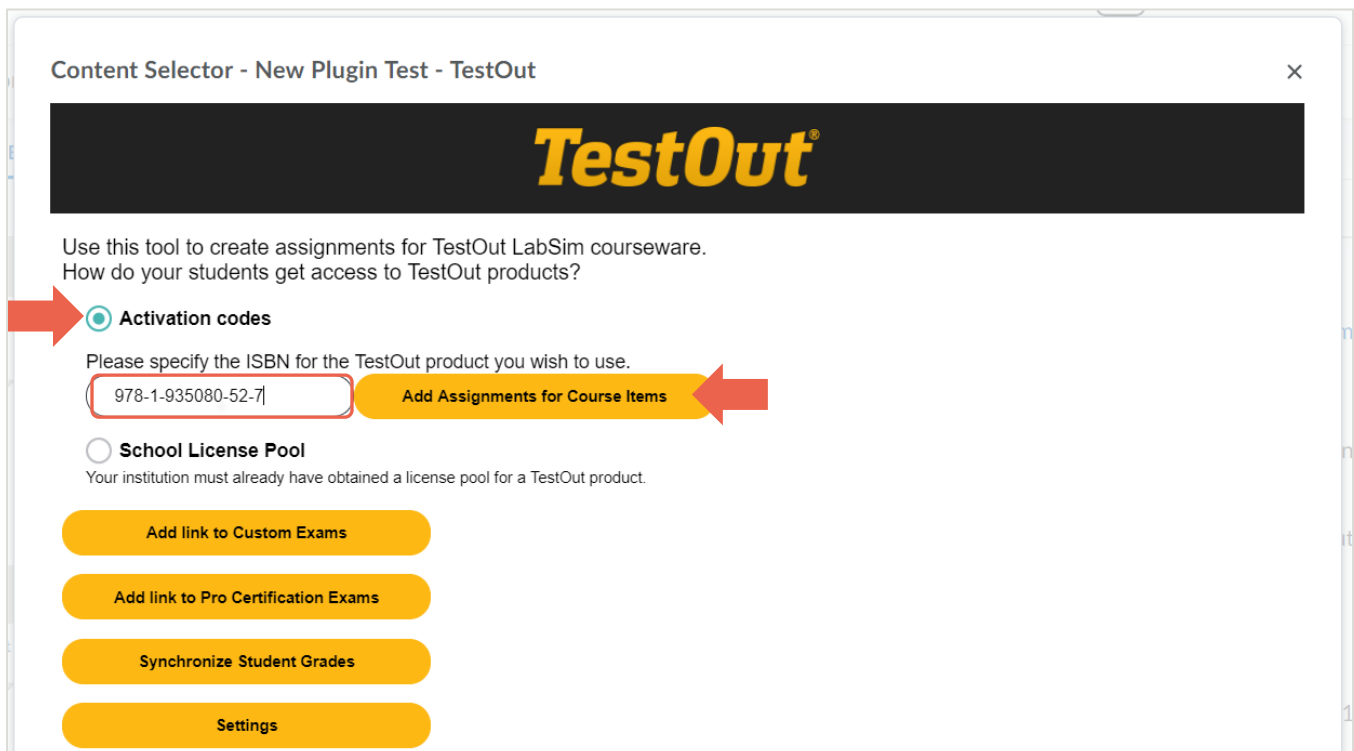 Content Selector - New Plugin Test - TestOut
×
TestOut®
Use this tool to create assignments for TestOut LabSim courseware.
How do your students get access to TestOut products?
Activation codes
Please specify the ISBN for the TestOut product you wish to use.
978-1-935080-52-7
Add Assignments for Course Items
School License Pool
Your institution must already have obtained a license pool for a TestOut product.
Add link to Custom Exams
Add link to Pro Certification Exams
Synchronize Student Grades
Settings